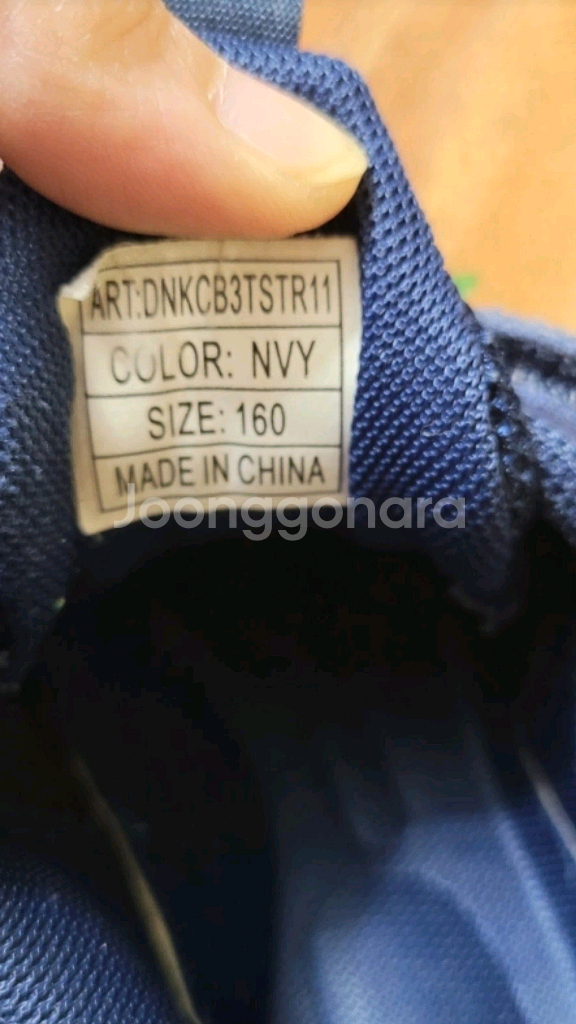 ART:DNKCB3TSTR11
COLOR: NVY
SIZE: 160
MADE IN CHINA
Joonggonara